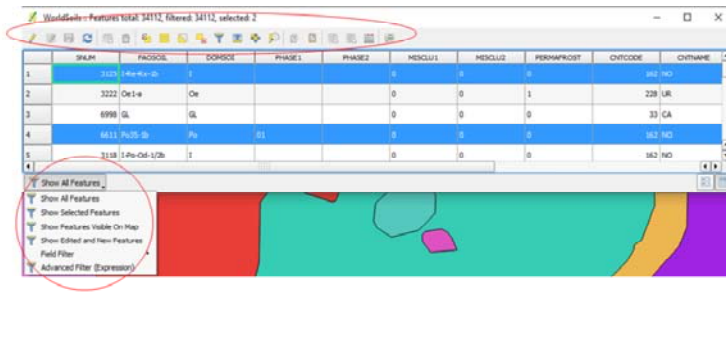 WorldSoils :: Features total: 34112, filtered: 34112, selected: 2
SNUM FAOSOIL DOMSOI PHASE1 PHASE2 MISCLU1 MISCLU2 PERMAFROST CNTCODE CNTNAME
1 3125 I-Re-Rx-1b I 0 0 0 162 NO
2 3222 Oe1-a Oe 0 0 1 228 UR
3 6998 GL GL 0 0 0 33 CA
4 6611 Po35-1b Po 01 0 0 0 162 NO
5 3118 I-Po-Od-1/2b I 0 0 0 162 NO
Show All Features
Show All Features
Show Selected Features
Show Features Visible On Map
Show Edited and New Features
Field Filter
Advanced Filter (Expression)